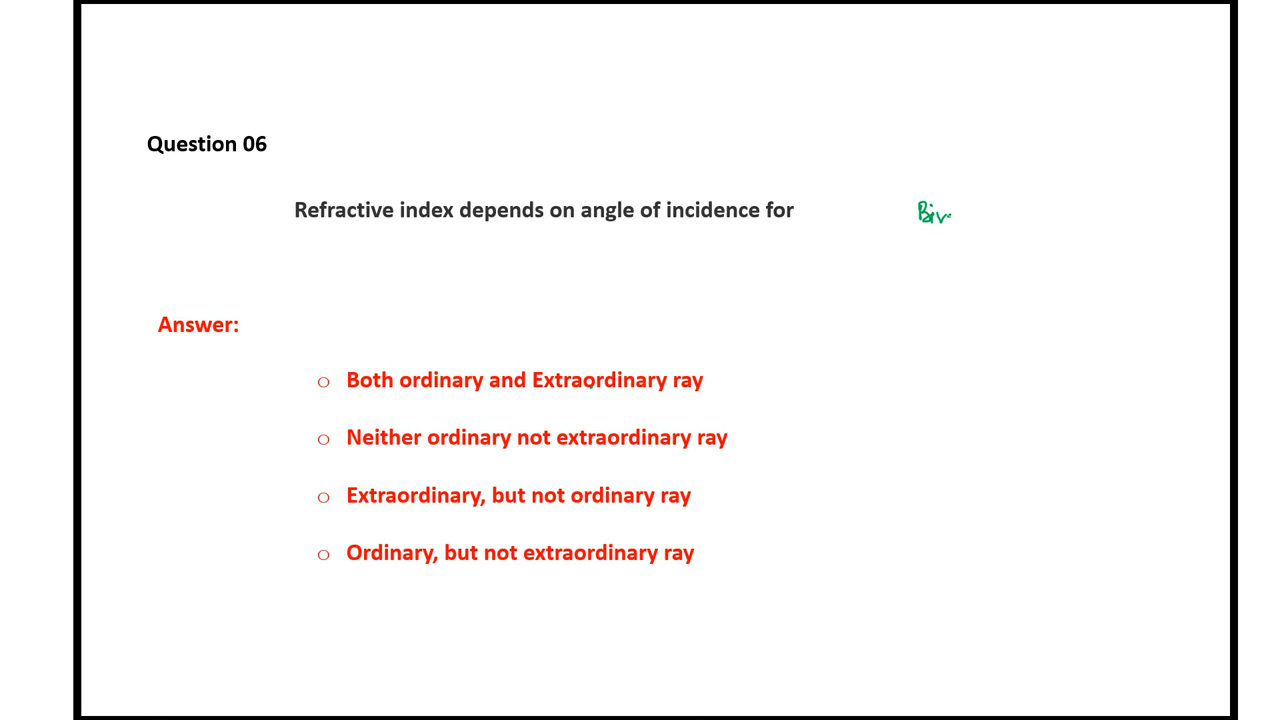 Question 06
Refractive index depends on angle of incidence for
Answer:
o Both ordinary and Extraordinary ray
o Neither ordinary not extraordinary ray
o Extraordinary, but not ordinary ray
o Ordinary, but not extraordinary ray